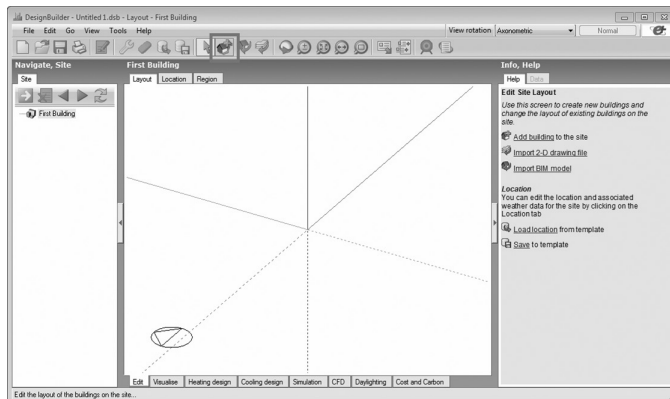 DesignBuilder - Untitled 1.dsb - Layout - First Building
File Edit Go View Tools Help
View rotation Axonometric Normal
Navigate, Site
Site
First Building
First Building
Layout Location Region
Edit Visualise Heating design Cooling design Simulation CFD Daylighting Cost and Carbon
Info, Help
Help Data
Edit Site Layout
Use this screen to create new buildings and
change the layout of existing buildings on the
site.
Add building to the site
Import 2-D drawing file
Import BIM model
Location
You can edit the location and associated
weather data for the site by clicking on the
Location tab
Load location from template
Save to template
Edit the layout of the buildings on the site...